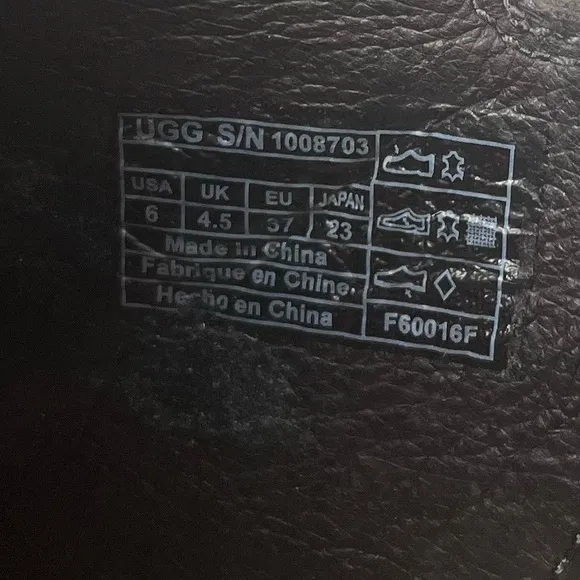 UGG S/N 1008703
USA UK EU JAPAN
6 4.5 37 23
Made in China
Fabrique en Chine.
Hecho en China
F60016F